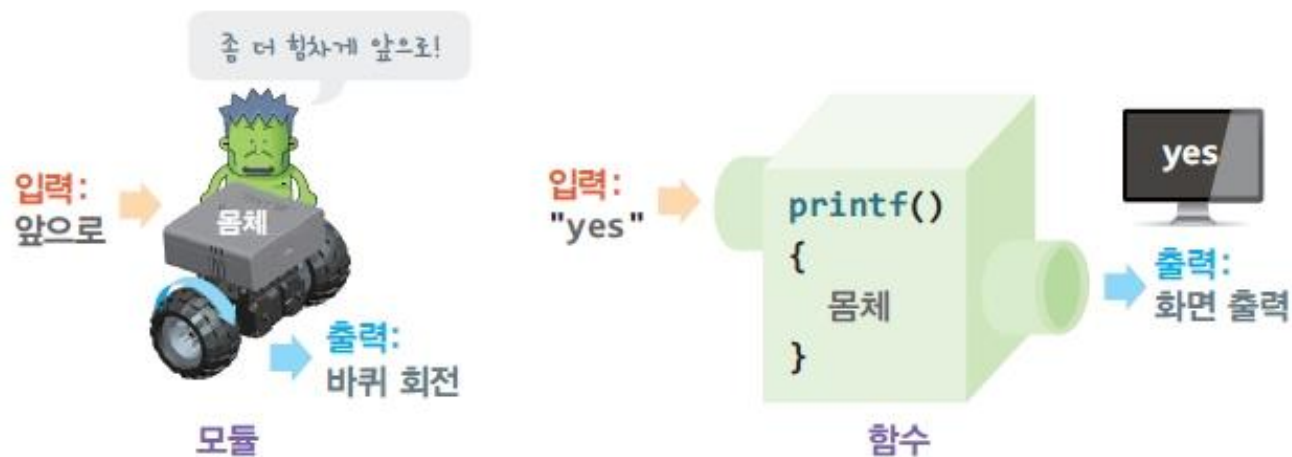 좀 더 힘차게 앞으로!
입력:
앞으로
몸체
출력:
바퀴 회전
모듈
입력:
"yes"
printf()
{
몸체
}
yes
출력:
화면 출력
함수